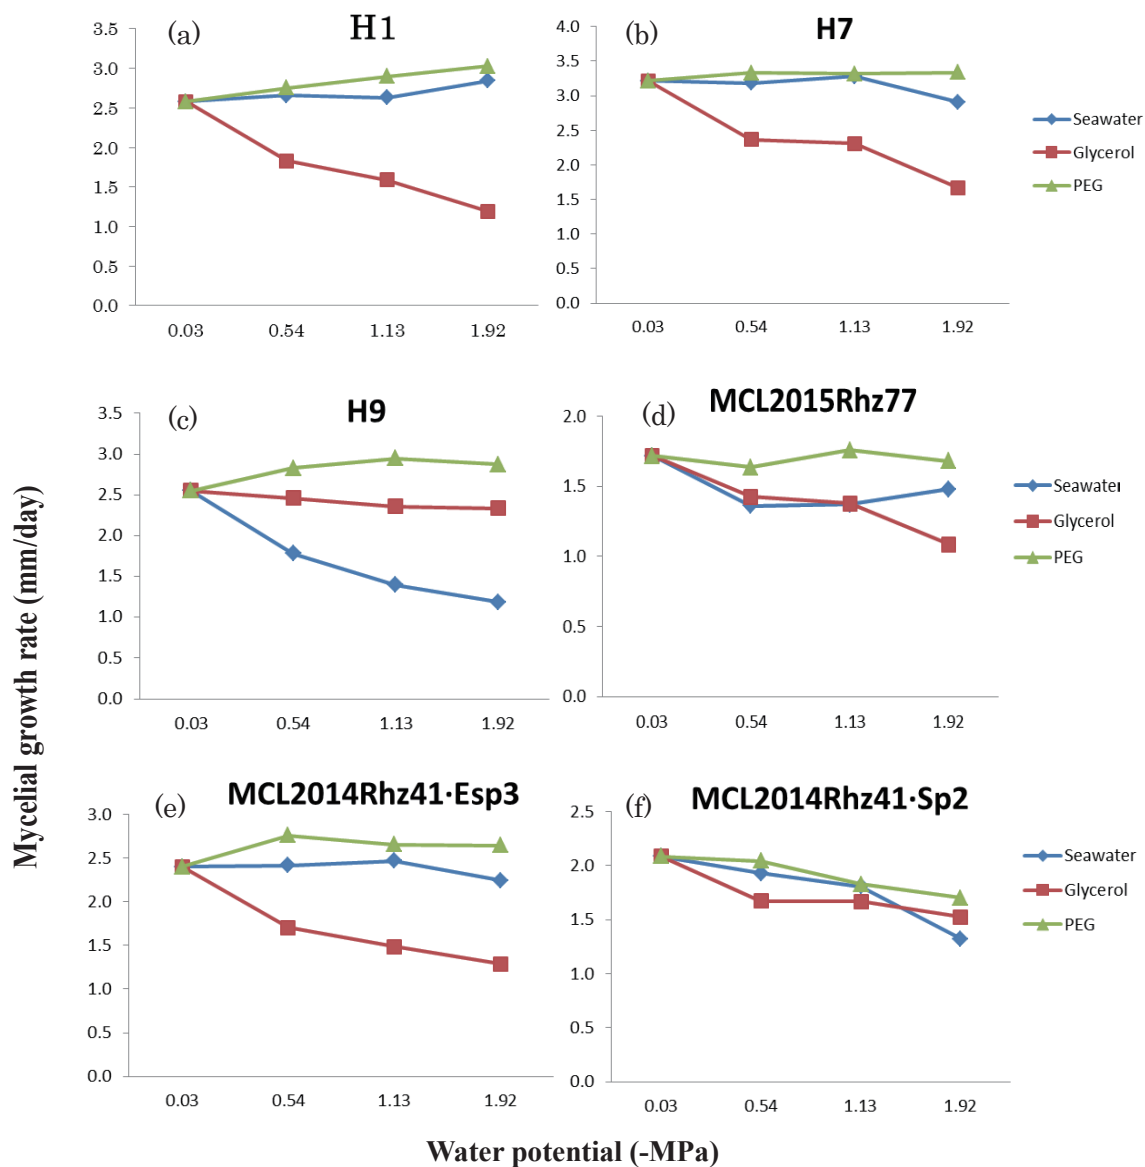 (a) H1
3.5
3.0
2.5
2.0
1.5
1.0
0.5
0.0
0.03 0.54 1.13 1.92
(b) H7
4.0
3.5
3.0
2.5
2.0
1.5
1.0
0.5
0.0
0.03 0.54 1.13 1.92
Seawater
Glycerol
PEG
(c) H9
3.5
3.0
2.5
2.0
1.5
1.0
0.5
0.0
0.03 0.54 1.13 1.92
(d) MCL2015Rhz77
2.0
1.5
1.0
0.5
0.0
0.03 0.54 1.13 1.92
Seawater
Glycerol
PEG
(e) MCL2014Rhz41·Esp3
3.0
2.5
2.0
1.5
1.0
0.5
0.0
0.03 0.54 1.13 1.92
(f) MCL2014Rhz41·Sp2
2.5
2.0
1.5
1.0
0.5
0.0
0.03 0.54 1.13 1.92
Seawater
Glycerol
PEG
Mycelial growth rate (mm/day)
Water potential (-MPa)